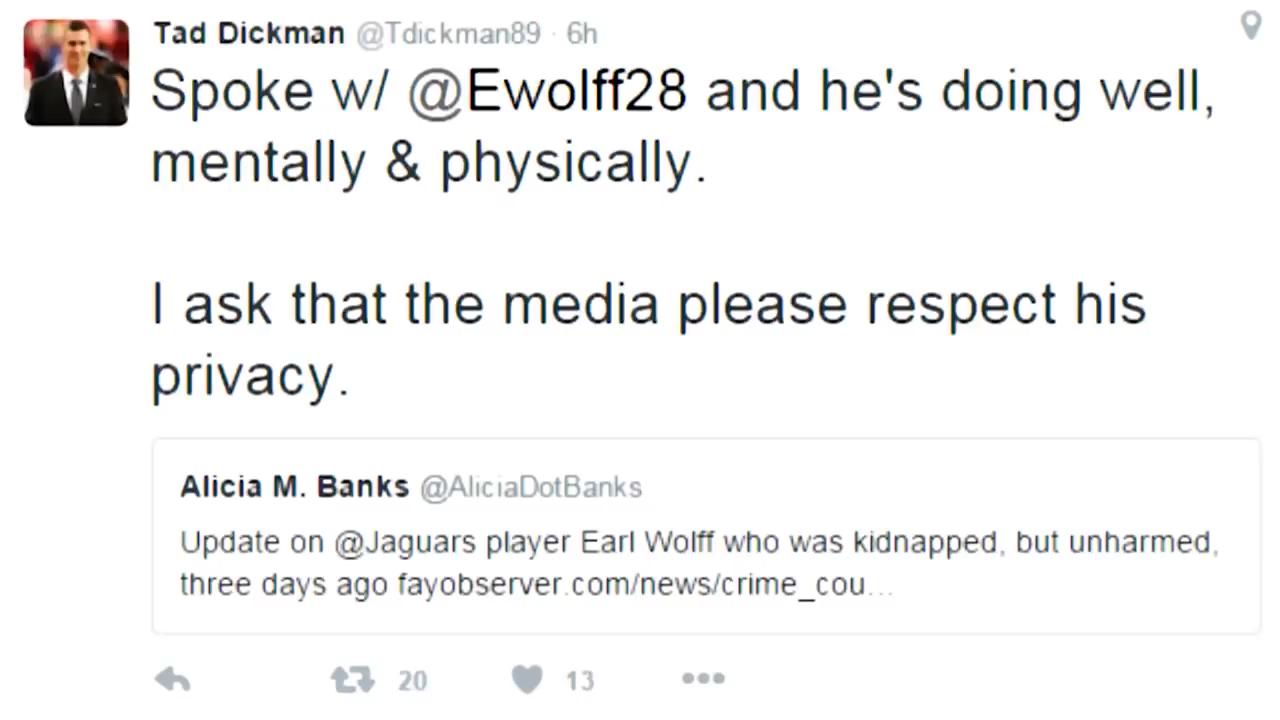 Tad Dickman @Tdickman89 · 6h
Spoke w/ @Ewolff28 and he's doing well,
mentally & physically.
I ask that the media please respect his
privacy.
Alicia M. Banks @AliciaDotBanks
Update on @Jaguars player Earl Wolff who was kidnapped, but unharmed,
three days ago fayobserver.com/news/crime_cou...
20 13